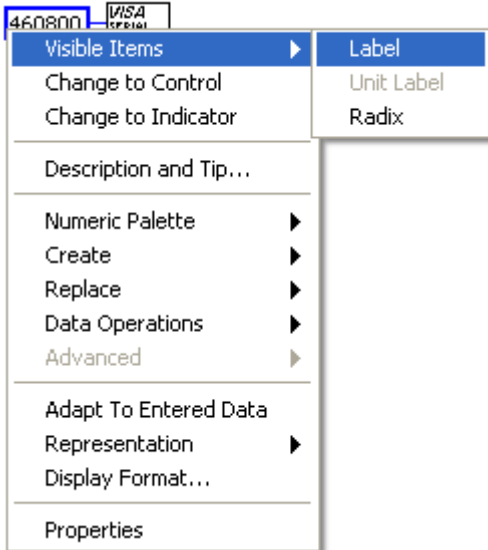 460800
VISA
SERIAL
Visible Items
Label
Change to Control
Unit Label
Change to Indicator
Radix
Description and Tip...
Numeric Palette
Create
Replace
Data Operations
Advanced
Adapt To Entered Data
Representation
Display Format...
Properties